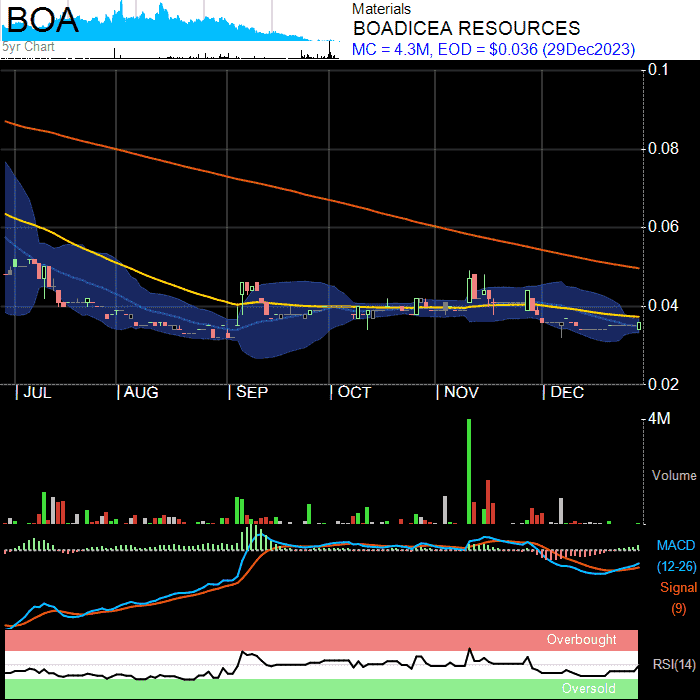 BOA
5yr Chart
Materials
BOADICEA RESOURCES
MC = 4.3M, EOD = $0.036 (29Dec2023)
0.1
0.08
0.06
0.04
0.02
JUL AUG SEP OCT NOV DEC
4M
Volume
MACD
(12-26)
Signal
(9)
Overbought
RSI(14)
Oversold